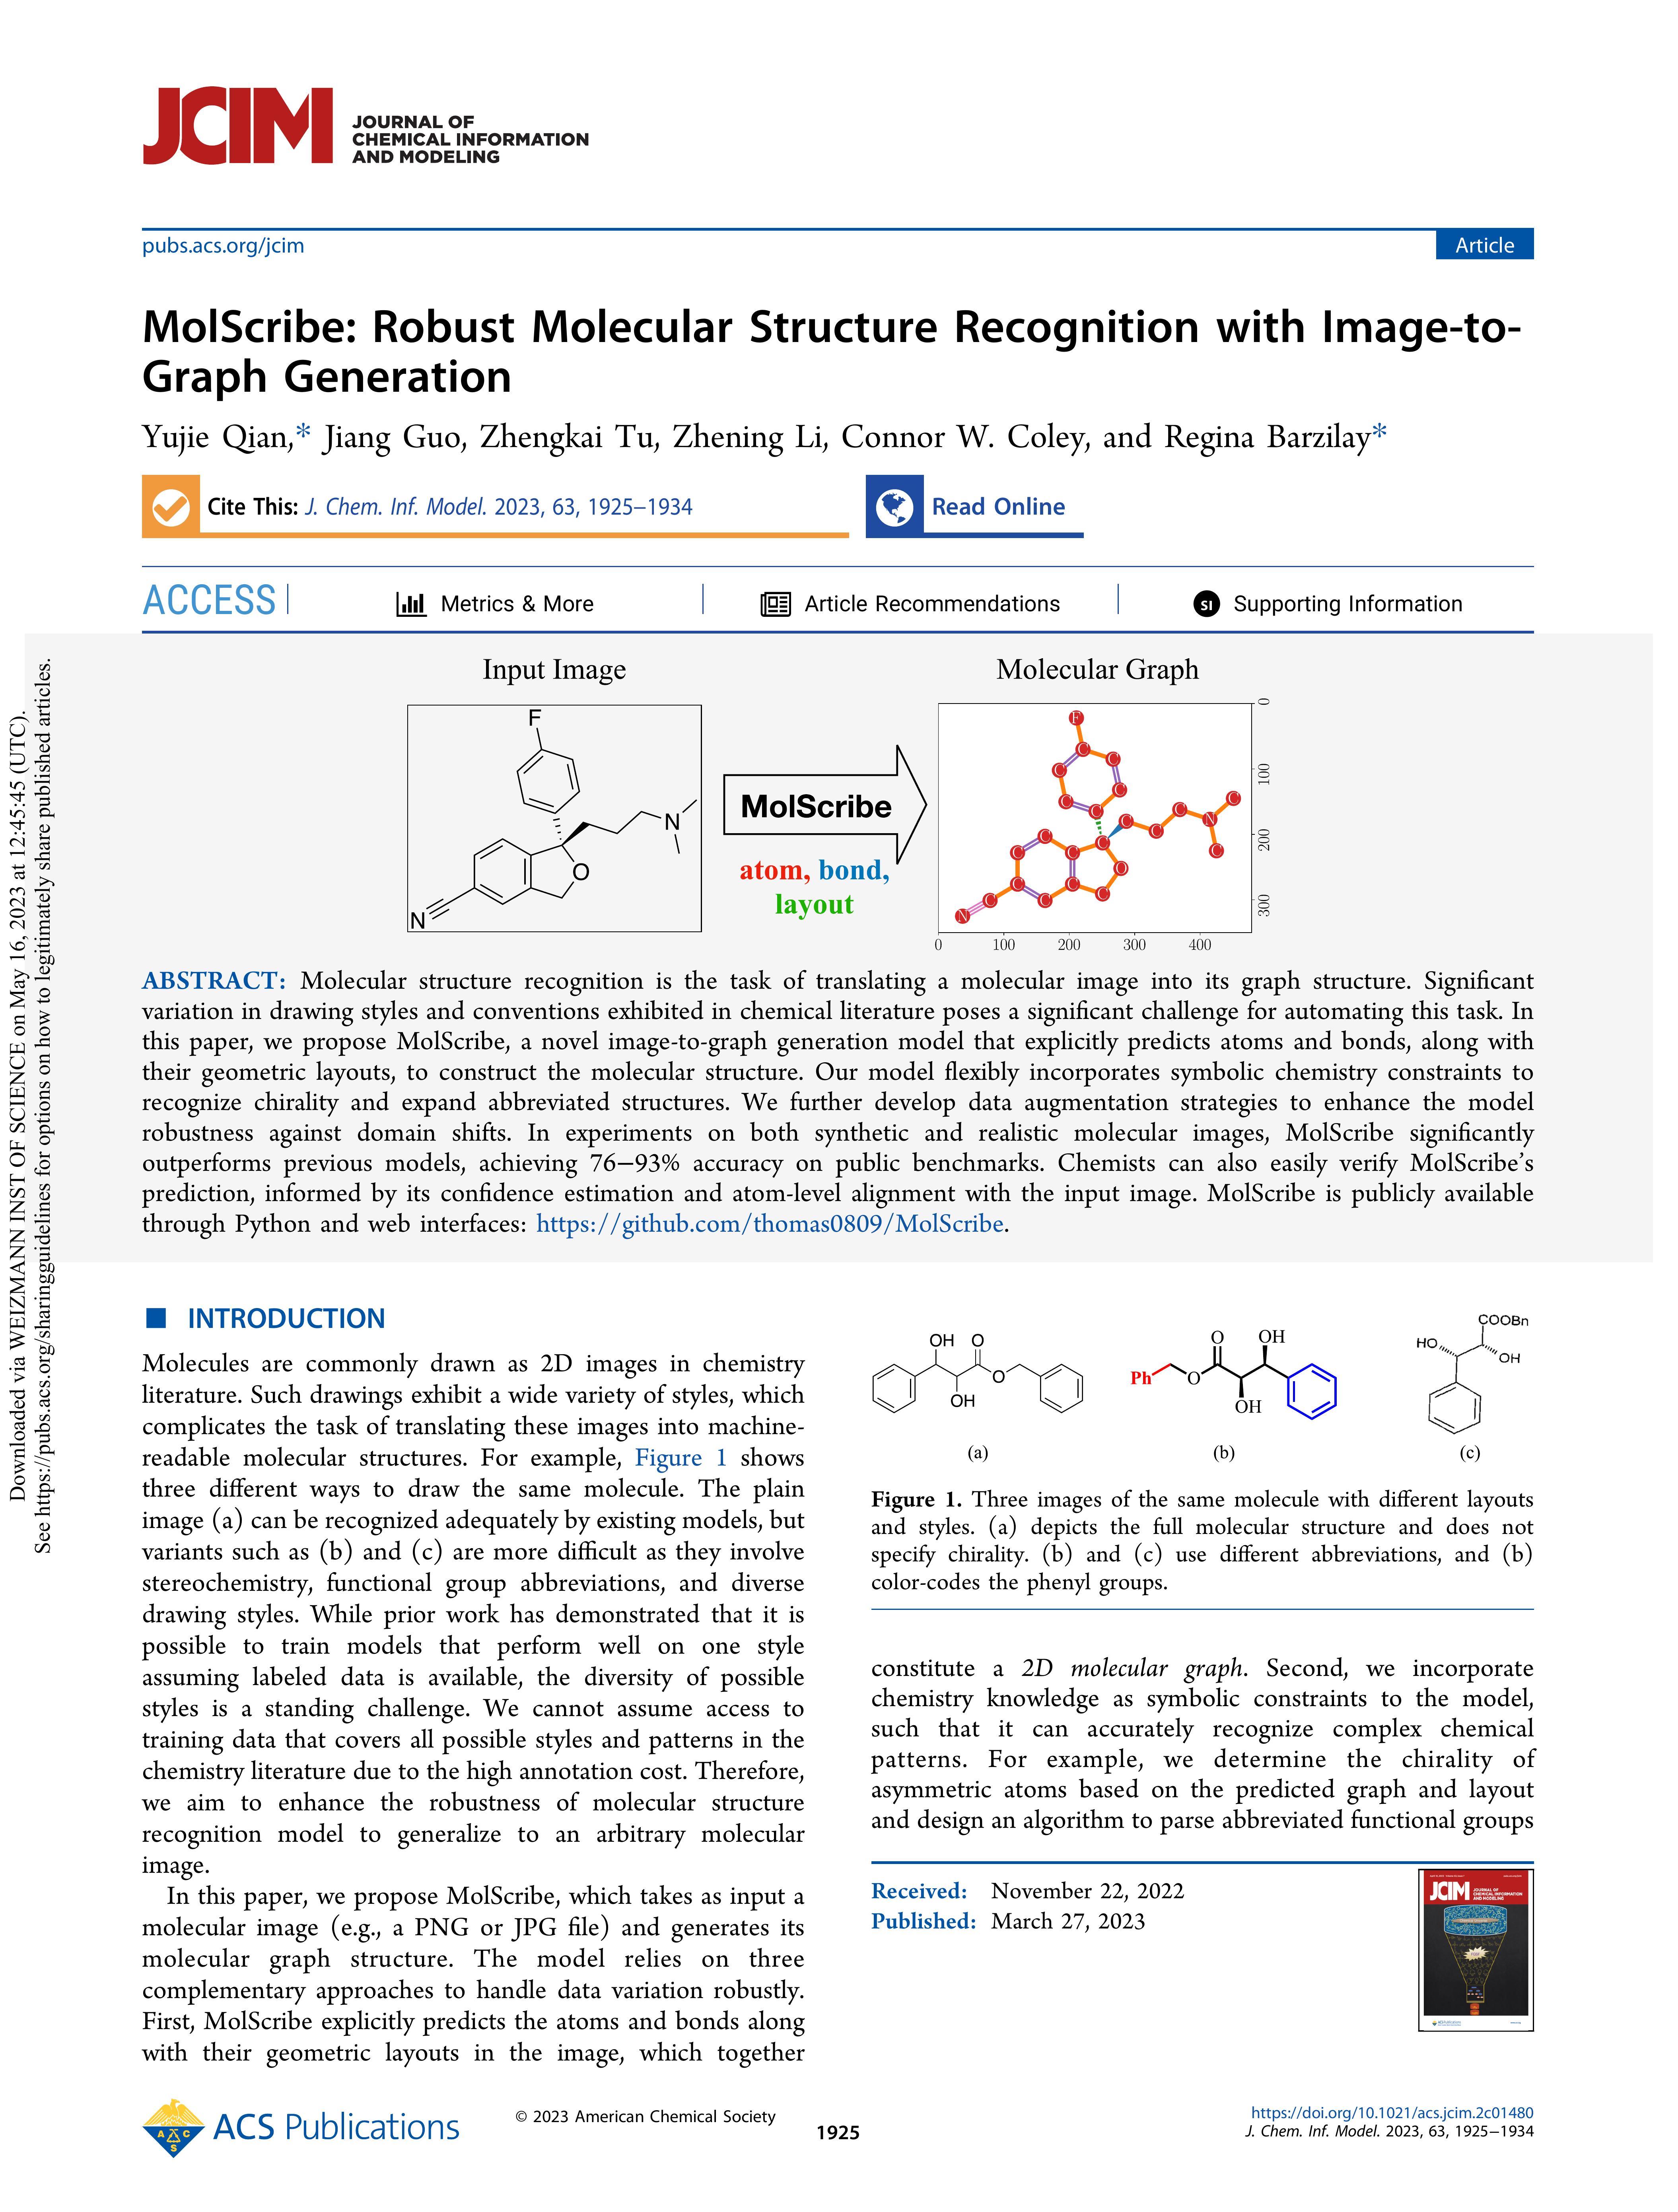 JCIM
JOURNAL OF
CHEMICAL INFORMATION
AND MODELING
pubs.acs.org/jcim
Article
MolScribe: Robust Molecular Structure Recognition with Image-to-
Graph Generation
Yujie Qian,* Jiang Guo, Zhengkai Tu, Zhening Li, Connor W. Coley, and Regina Barzilay*
Cite This: J. Chem. Inf. Model. 2023, 63, 1925−1934
Read Online
ACCESS
Metrics & More
Article Recommendations
SI Supporting Information
Downloaded via WEIZMANN INST OF SCIENCE on May 16, 2023 at 12:45:45 (UTC).
See https://pubs.acs.org/sharingguidelines for options on how to legitimately share published articles.
Input Image
F
N
O
N
MolScribe
atom, bond,
layout
Molecular Graph
F
C
C
C
C
C
C
C
C
C
C
N
C
C
C
C
C
C
C
C
C
C
C
N
0
100
200
300
0
100
200
300
400
ABSTRACT: Molecular structure recognition is the task of translating a molecular image into its graph structure. Significant
variation in drawing styles and conventions exhibited in chemical literature poses a significant challenge for automating this task. In
this paper, we propose MolScribe, a novel image-to-graph generation model that explicitly predicts atoms and bonds, along with
their geometric layouts, to construct the molecular structure. Our model flexibly incorporates symbolic chemistry constraints to
recognize chirality and expand abbreviated structures. We further develop data augmentation strategies to enhance the model
robustness against domain shifts. In experiments on both synthetic and realistic molecular images, MolScribe significantly
outperforms previous models, achieving 76−93% accuracy on public benchmarks. Chemists can also easily verify MolScribe's
prediction, informed by its confidence estimation and atom-level alignment with the input image. MolScribe is publicly available
through Python and web interfaces: https://github.com/thomas0809/MolScribe.
INTRODUCTION
Molecules are commonly drawn as 2D images in chemistry
literature. Such drawings exhibit a wide variety of styles, which
complicates the task of translating these images into machine-
readable molecular structures. For example, Figure 1 shows
three different ways to draw the same molecule. The plain
image (a) can be recognized adequately by existing models, but
variants such as (b) and (c) are more difficult as they involve
stereochemistry, functional group abbreviations, and diverse
drawing styles. While prior work has demonstrated that it is
possible to train models that perform well on one style
assuming labeled data is available, the diversity of possible
styles is a standing challenge. We cannot assume access to
training data that covers all possible styles and patterns in the
chemistry literature due to the high annotation cost. Therefore,
we aim to enhance the robustness of molecular structure
recognition model to generalize to an arbitrary molecular
image.
In this paper, we propose MolScribe, which takes as input a
molecular image (e.g., a PNG or JPG file) and generates its
molecular graph structure. The model relies on three
complementary approaches to handle data variation robustly.
First, MolScribe explicitly predicts the atoms and bonds along
with their geometric layouts in the image, which together
OH O
O
OH
(a)
O OH
Ph
O
OH
(b)
COOBn
HO
OH
(c)
Figure 1. Three images of the same molecule with different layouts
and styles. (a) depicts the full molecular structure and does not
specify chirality. (b) and (c) use different abbreviations, and (b)
color-codes the phenyl groups.
constitute a 2D molecular graph. Second, we incorporate
chemistry knowledge as symbolic constraints to the model,
such that it can accurately recognize complex chemical
patterns. For example, we determine the chirality of
asymmetric atoms based on the predicted graph and layout
and design an algorithm to parse abbreviated functional groups
Received: November 22, 2022
Published: March 27, 2023
JCIM
JOURNAL OF
CHEMICAL INFORMATION
AND MODELING
ACS Publications
© 2023 American Chemical Society
1925
https://doi.org/10.1021/acs.jcim.2c01480
J. Chem. Inf. Model. 2023, 63, 1925−1934